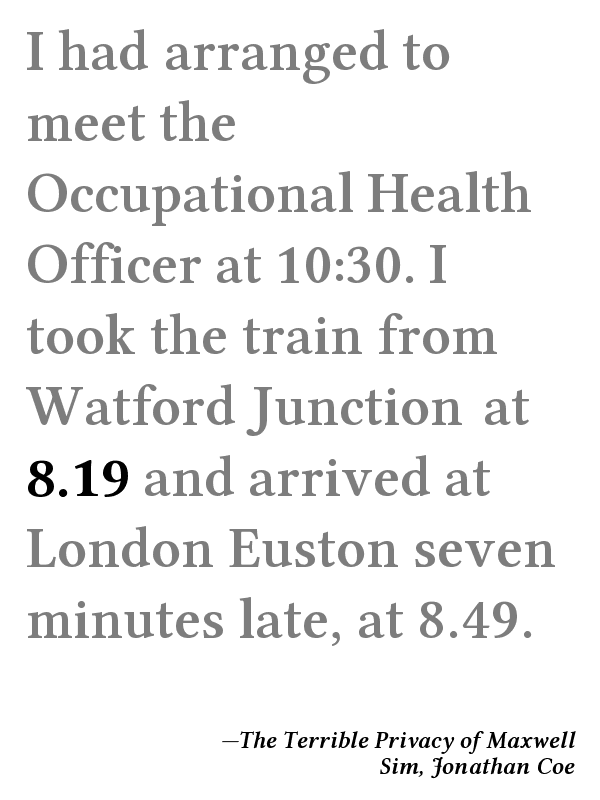 I had arranged to
meet the
Occupational Health
Officer at 10:30. I
took the train from
Watford Junction at
8.19 and arrived at
London Euston seven
minutes late, at 8.49.
—The Terrible Privacy of Maxwell
Sim, Jonathan Coe